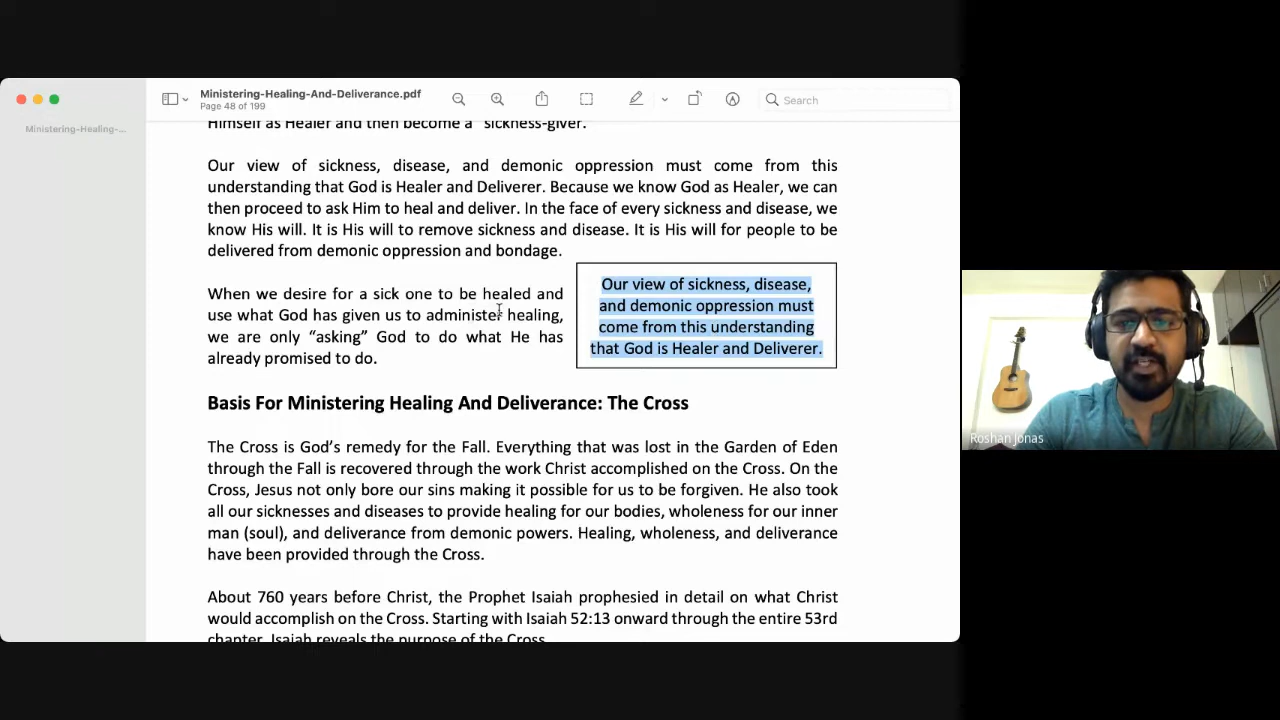 Ministering-Healing-And-Deliverance.pdf
Page 48 of 199
Search
Ministering-Healing-...
Himself as Healer and then become a “sickness-giver.”
Our view of sickness, disease, and demonic oppression must come from this
understanding that God is Healer and Deliverer. Because we know God as Healer, we can
then proceed to ask Him to heal and deliver. In the face of every sickness and disease, we
know His will. It is His will to remove sickness and disease. It is His will for people to be
delivered from demonic oppression and bondage.
When we desire for a sick one to be healed and
use what God has given us to administer healing,
we are only “asking” God to do what He has
already promised to do.
Our view of sickness, disease,
and demonic oppression must
come from this understanding
that God is Healer and Deliverer.
Basis For Ministering Healing And Deliverance: The Cross
The Cross is God’s remedy for the Fall. Everything that was lost in the Garden of Eden
through the Fall is recovered through the work Christ accomplished on the Cross. On the
Cross, Jesus not only bore our sins making it possible for us to be forgiven. He also took
all our sicknesses and diseases to provide healing for our bodies, wholeness for our inner
man (soul), and deliverance from demonic powers. Healing, wholeness, and deliverance
have been provided through the Cross.
About 760 years before Christ, the Prophet Isaiah prophesied in detail on what Christ
would accomplish on the Cross. Starting with Isaiah 52:13 onward through the entire 53rd
chapter, Isaiah reveals the purpose of the Cross.
Roshan Jonas